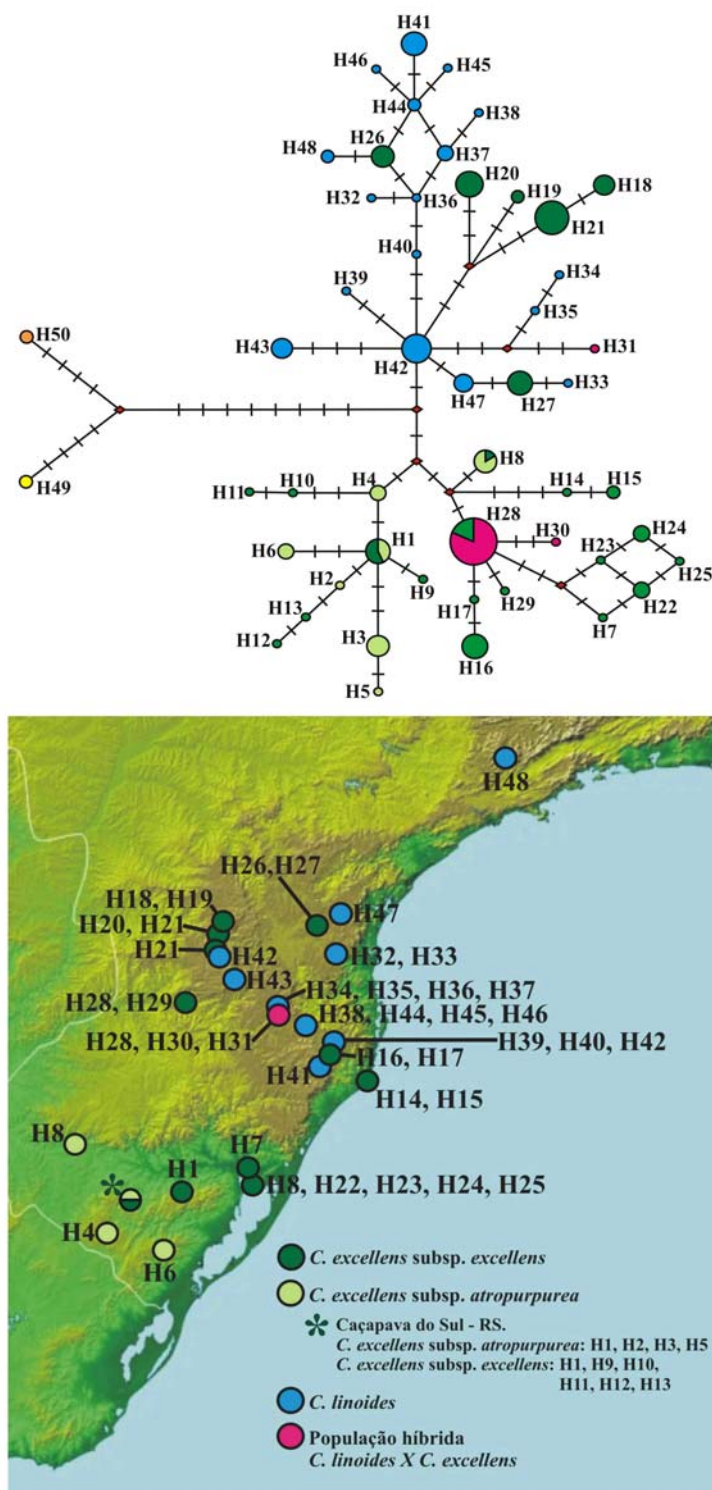 H41
H46
H45
H44
H38
H48
H26
H37
H20
H19
H18
H32
H36
H21
H40
H39
H34
H35
H50
H43
H42
H31
H47
H27
H33
H49
H8
H4
H11
H10
H14
H15
H28
H6
H1
H30
H24
H2
H9
H23
H25
H13
H17
H29
H22
H12
H3
H16
H7
H5
H48
H26,H27
H18, H19
H47
H20, H21
H21
H42
H32, H33
H43
H34, H35, H36, H37
H28, H29
H38, H44, H45, H46
H28, H30, H31
H39, H40, H42
H16, H17
H41
H14, H15
H8
H7
H1
H8, H22, H23, H24, H25
*
H4
H6
C. excellens subsp. excellens
C. excellens subsp. atropurpurea
* Caçapava do Sul - RS.
C. excellens subsp. atropurpurea: H1, H2, H3, H5
C. excellens subsp. excellens: H1, H9, H10,
H11, H12, H13
C. linoides
População híbrida
C. linoides X C. excellens